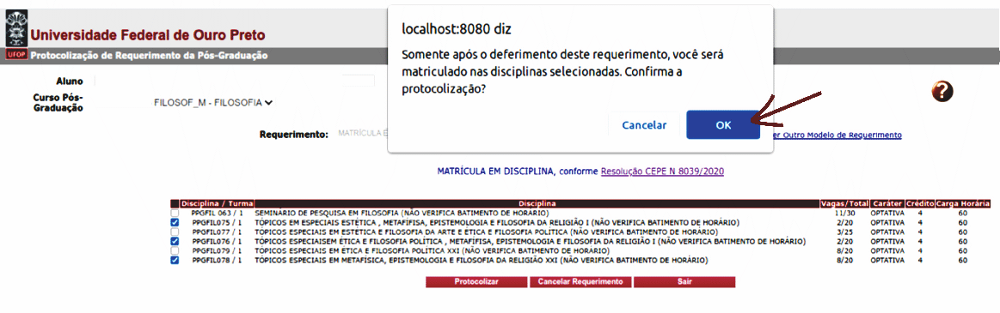 localhost:8080 diz
Somente após o deferimento deste requerimento, você será
matriculado nas disciplinas selecionadas. Confirma a
protocolização?
Cancelar OK
Universidade Federal de Ouro Preto
UFOP Protocolização de Requerimento da Pós-Graduação
Aluno
Curso Pós-
Graduação
FILOSOF_M - FILOSOFIA
?
Requerimento: MATRÍCULA E
er Outro Modelo de Requerimento
MATRÍCULA EM DISCIPLINA, conforme Resolução CEPE N 8039/2020
Disciplina / Turma Disciplina Vagas/Total Caráter Crédito Carga Horária
PPGFIL 063 / 1 SEMINÁRIO DE PESQUISA EM FILOSOFIA (NÃO VERIFICA BATIMENTO DE HORÁRIO) 11/30 OPTATIVA 4 60
PPGFIL075 / 1 TÓPICOS EM ESPECIAIS ESTÉTICA , METAFÍFISA, EPISTEMOLOGIA E FILOSOFIA DA RELIGIÃO I (NÃO VERIFICA BATIMENTO DE HORÁRIO) 2/20 OPTATIVA 4 60
PPGFIL077 / 1 TÓPICOS ESPECIAIS EM ESTÉTICA E FILOSOFIA DA ARTE E ÉTICA E FILOSOFIA POLÍTICA (NÃO VERIFICA BATIMENTO DE HORÁRIO) 3/25 OPTATIVA 4 60
PPGFIL076 / 1 TÓPICOS ESPECIAISEM ÉTICA E FILOSOFIA POLÍTICA , METAFÍFISA, EPISTEMOLOGIA E FILOSOFIA DA RELIGIÃO I (NÃO VERIFICA BATIMENTO DE HORÁRIO) 2/20 OPTATIVA 4 60
PPGFIL079 / 1 TÓPICOS ESPECIAIS EM ÉTICA E FILOSOFIA POLÍTICA XXI (NÃO VERIFICA BATIMENTO DE HORÁRIO) 8/20 OPTATIVA 4 60
PPGFIL078 / 1 TÓPICOS ESPECIAIS EM METAFÍSICA, EPISTEMOLOGIA E FILOSOFIA DA RELIGIÃO XXI (NÃO VERIFICA BATIMENTO DE HORÁRIO) 8/20 OPTATIVA 4 60
Protocolizar Cancelar Requerimento Sair